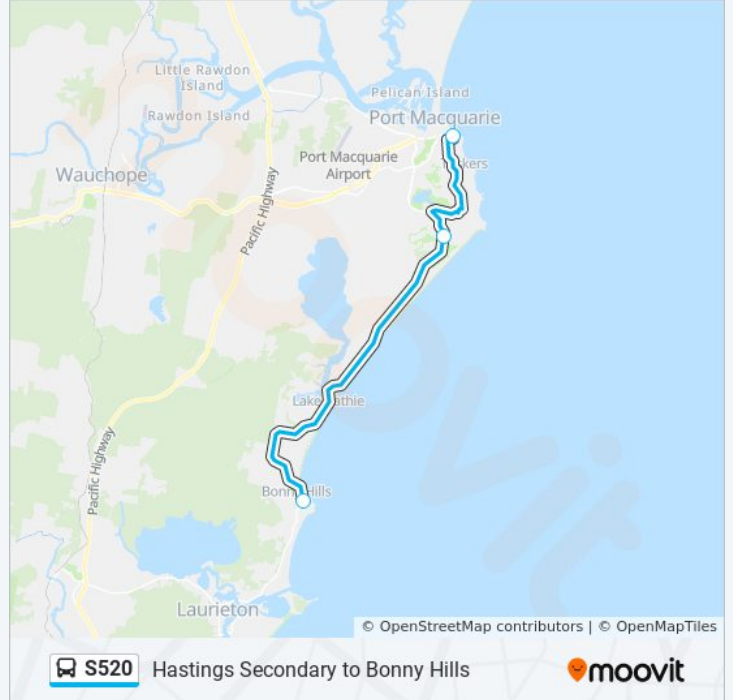 Little Rawdon
Island
Pelican Island
Rawdon Island
Port Macquarie
Port Macquarie
Airport
Wauchope
Pacific Highway
Pacific Highway
Bonny Hills
Laurieton
© OpenStreetMap contributors | © OpenMapTiles
S520 Hastings Secondary to Bonny Hills
moovit